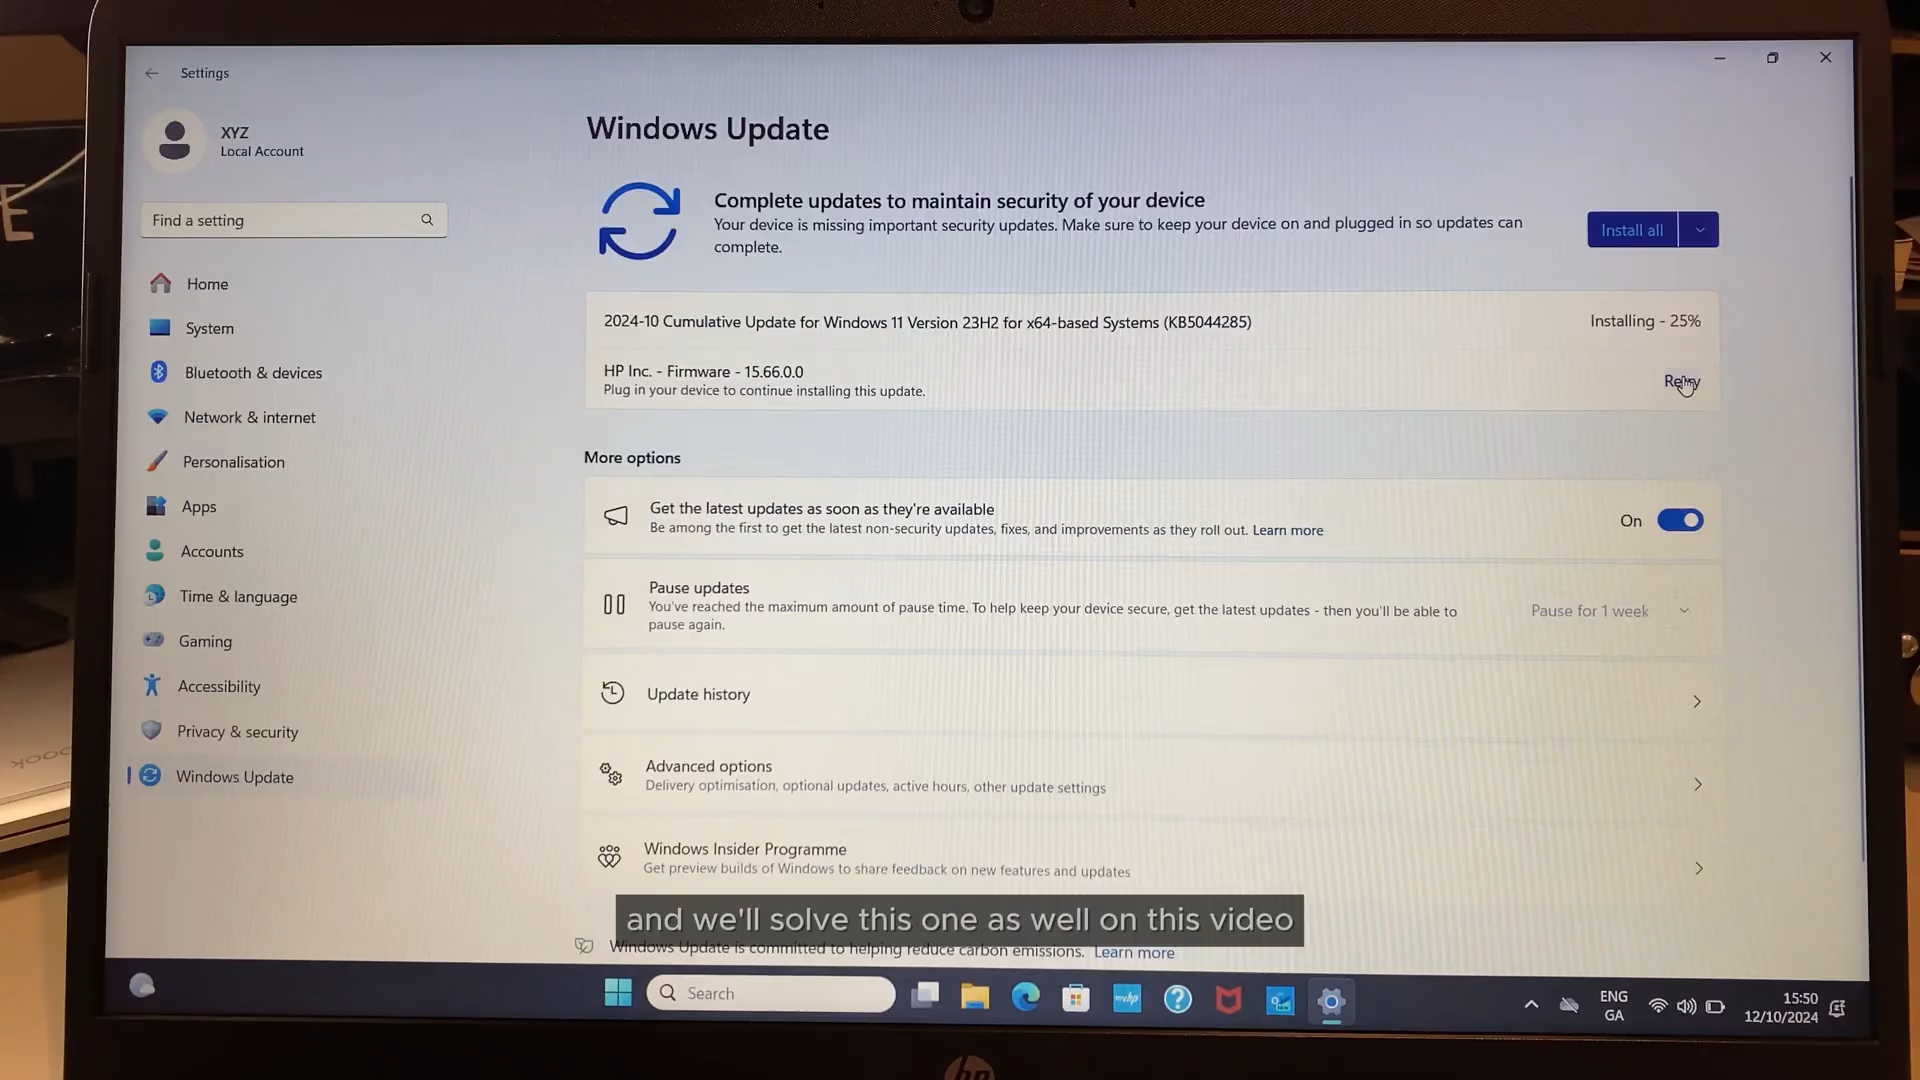 Settings
XYZ
Local Account
Find a setting
Home
System
Bluetooth & devices
Network & internet
Personalisation
Apps
Accounts
Time & language
Gaming
Accessibility
Privacy & security
Windows Update
Windows Update
Complete updates to maintain security of your device
Your device is missing important security updates. Make sure to keep your device on and plugged in so updates can
complete.
Install all
2024-10 Cumulative Update for Windows 11 Version 23H2 for x64-based Systems (KB5044285)
Installing - 25%
HP Inc. - Firmware - 15.66.0.0
Plug in your device to continue installing this update.
Retry
More options
Get the latest updates as soon as they're available
Be among the first to get the latest non-security updates, fixes, and improvements as they roll out. Learn more
On
Pause updates
You've reached the maximum amount of pause time. To help keep your device secure, get the latest updates - then you'll be able to
pause again.
Pause for 1 week
Update history
Advanced options
Delivery optimisation, optional updates, active hours, other update settings
Windows Insider Programme
Get preview builds of Windows to share feedback on new features and updates
and we'll solve this one as well on this video
Windows Update is committed to helping reduce carbon emissions. Learn more
Search
myhp
ENG
GA
15:50
12/10/2024
hp